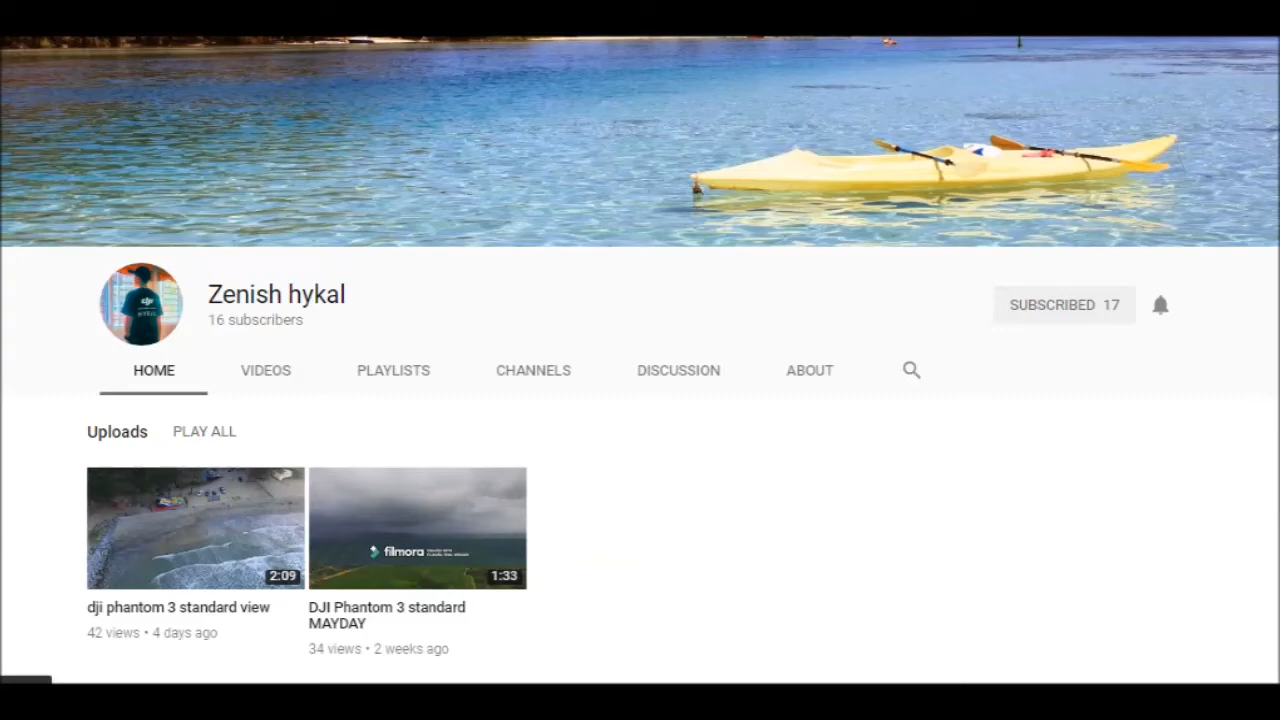 Zenish hykal
16 subscribers
SUBSCRIBED 17
HOME VIDEOS PLAYLISTS CHANNELS DISCUSSION ABOUT
Uploads PLAY ALL
filmora
2:09
1:33
dji phantom 3 standard view
42 views • 4 days ago
DJI Phantom 3 standard
MAYDAY
34 views • 2 weeks ago